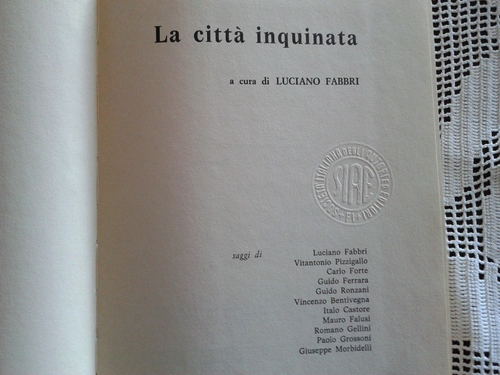 La città inquinata
a cura di LUCIANO FABBRI
SIAE
saggi di
Luciano Fabbri
Vitantonio Pizzigallo
Carlo Forte
Guido Ferrara
Guido Ronzani
Vincenzo Bentivegna
Italo Castore
Mauro Falusi
Romano Gellini
Paolo Grossoni
Giuseppe Morbidelli